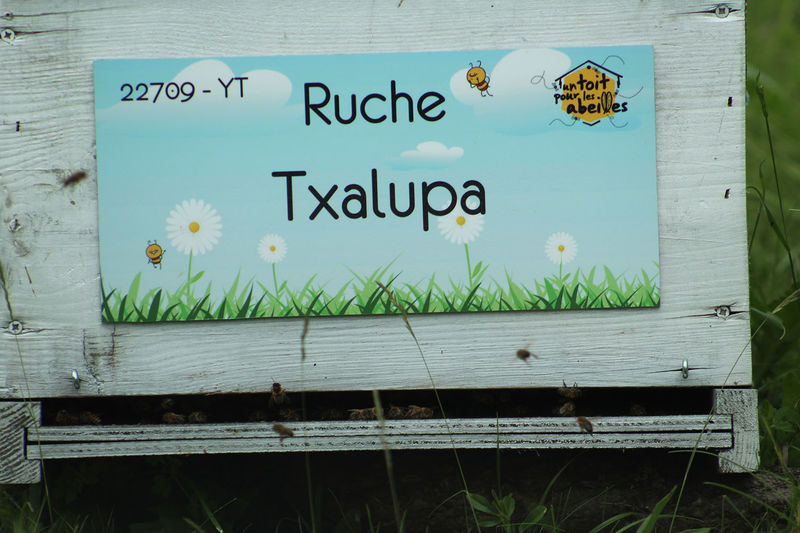 22709 - YT
Ruche
Txalupa
un toit
pour les
abeilles